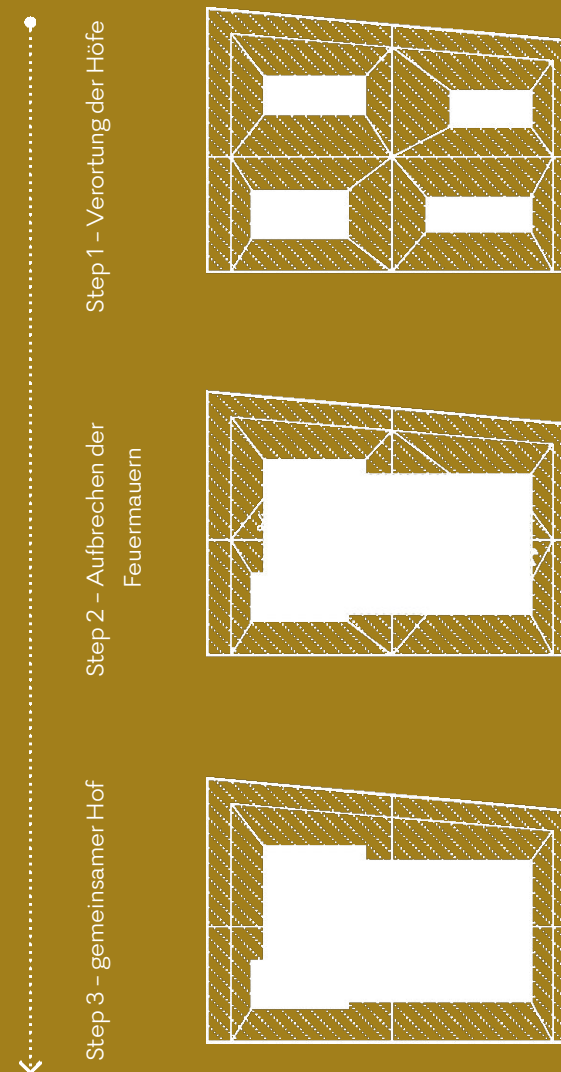 Step 1 – Verortung der Höfe
Step 2 – Aufbrechen der
Feuermauern
Step 3 – gemeinsamer Hof